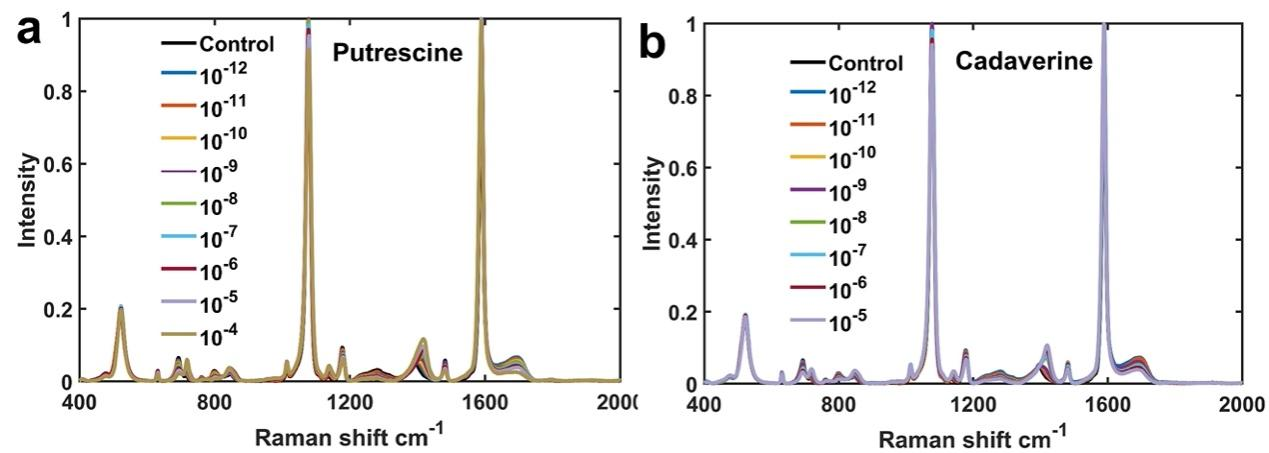 a
Putrescine
Control
10-12
10-11
10-10
10-9
10-8
10-7
10-6
10-5
10-4
1
0.8
0.6
0.4
0.2
0
Intensity
400 800 1200 1600 2000
Raman shift cm-1
b
Cadaverine
Control
10-12
10-11
10-10
10-9
10-8
10-7
10-6
10-5
1
0.8
0.6
0.4
0.2
0
Intensity
400 800 1200 1600 2000
Raman shift cm-1